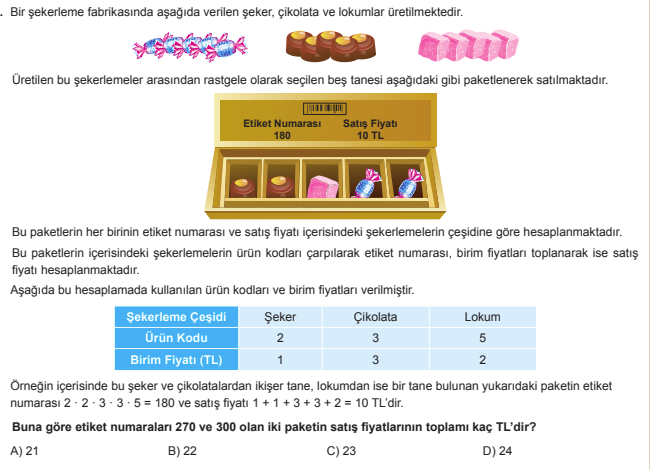 . Bir şekerleme fabrikasında aşağıda verilen şeker, çikolata ve lokumlar üretilmektedir.
Üretilen bu şekerlemeler arasından rastgele olarak seçilen beş tanesi aşağıdaki gibi paketlenerek satılmaktadır.
Etiket Numarası Satış Fiyatı
180 10 TL
Bu paketlerin her birinin etiket numarası ve satış fiyatı içerisindeki şekerlemelerin çeşidine göre hesaplanmaktadır.
Bu paketlerin içerisindeki şekerlemelerin ürün kodları çarpılarak etiket numarası, birim fiyatları toplanarak ise satış
fiyatı hesaplanmaktadır.
Aşağıda bu hesaplamada kullanılan ürün kodları ve birim fiyatları verilmiştir.
Şekerleme Çeşidi Şeker Çikolata Lokum
Ürün Kodu 2 3 5
Birim Fiyatı (TL) 1 3 2
Örneğin içerisinde bu şeker ve çikolatalardan ikişer tane, lokumdan ise bir tane bulunan yukarıdaki paketin etiket
numarası 2 · 2 · 3 · 3 · 5 = 180 ve satış fiyatı 1 + 1 + 3 + 3 + 2 = 10 TL'dir.
Buna göre etiket numaraları 270 ve 300 olan iki paketin satış fiyatlarının toplamı kaç TL'dir?
A) 21 B) 22 C) 23 D) 24